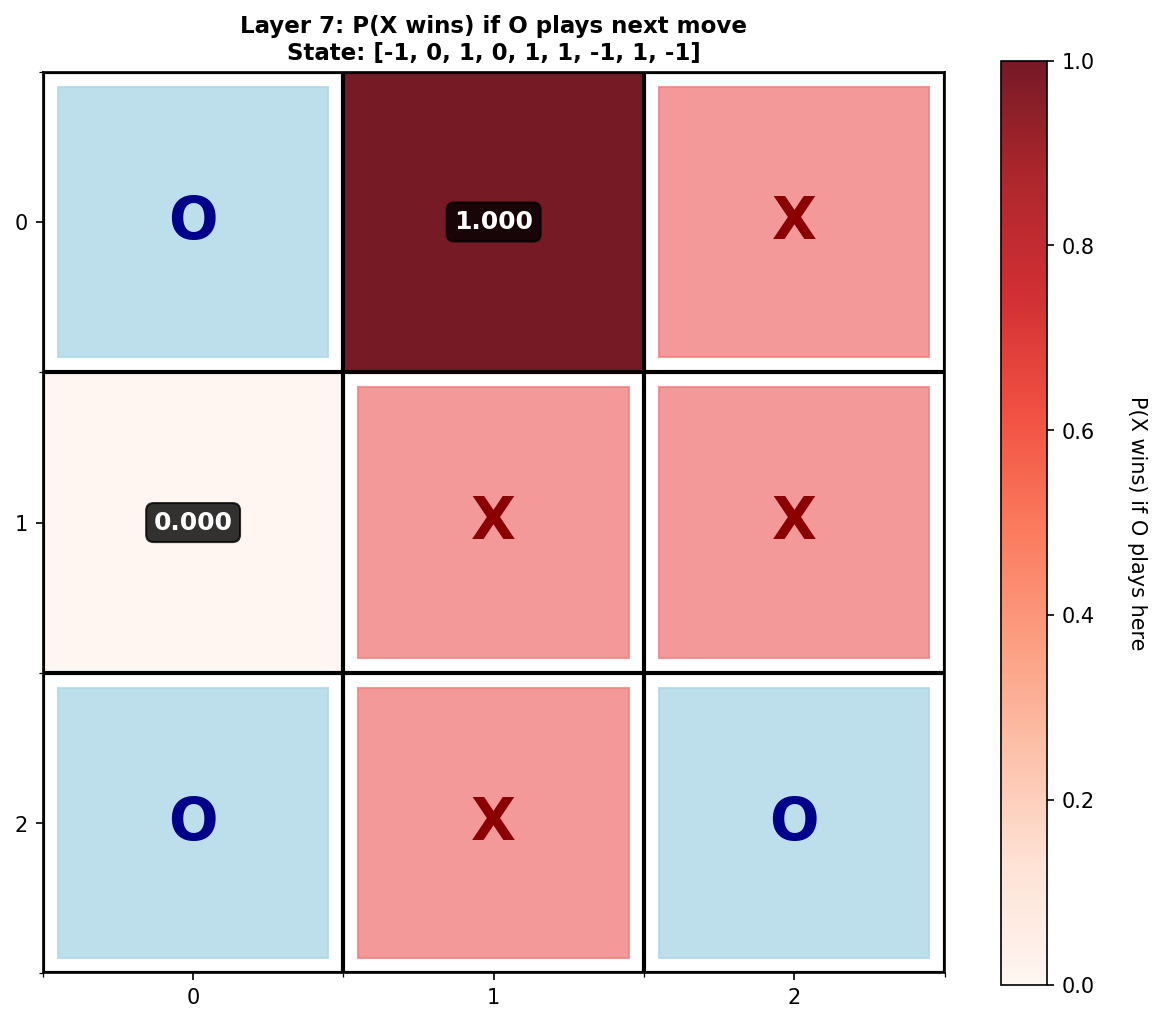 Layer 7: P(X wins) if O plays next move
State: [-1, 0, 1, 0, 1, 1, -1, 1, -1]
0
O
1.000
X
1
0.000
X
X
2
O
X
O
0
1
2
1.0
0.8
0.6
0.4
0.2
0.0
P(X wins) if O plays here